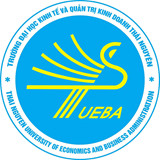 TRƯỜNG ĐẠI HỌC KINH TẾ VÀ QUẢN TRỊ KINH DOANH THÁI NGUYÊN
UEBA
THAI NGUYEN UNIVERSITY OF ECONOMICS AND BUSINESS ADMINISTRATION